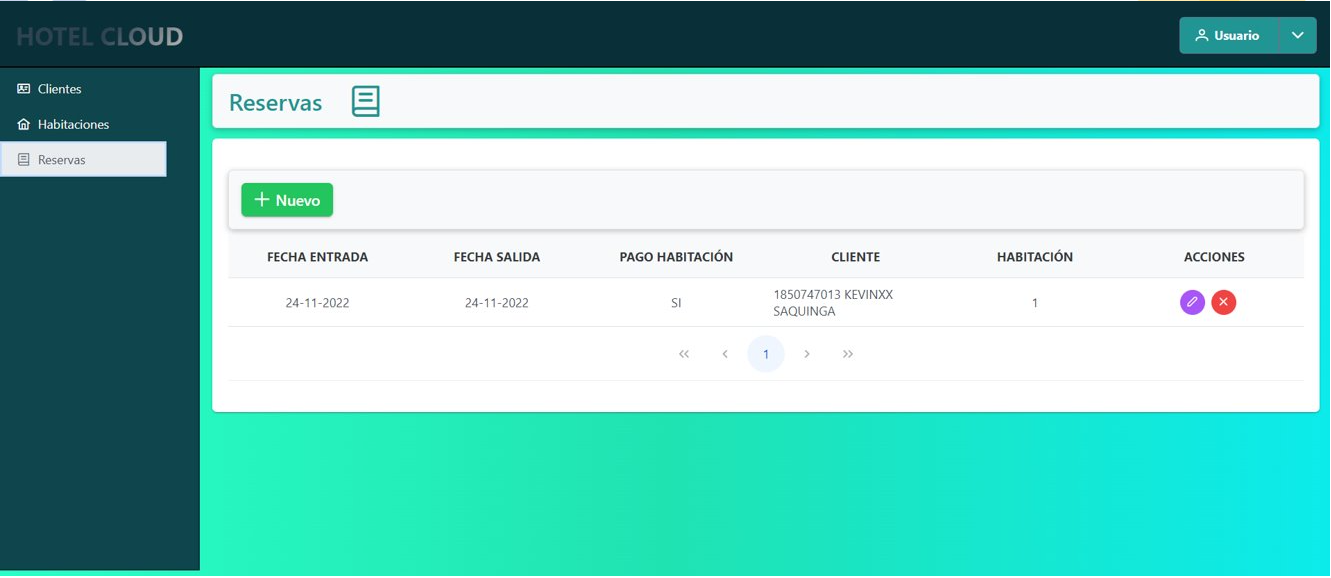 HOTEL CLOUD
Usuario
Clientes
Habitaciones
Reservas
Reservas
Nuevo
FECHA ENTRADA FECHA SALIDA PAGO HABITACIÓN CLIENTE HABITACIÓN ACCIONES
24-11-2022 24-11-2022 SI 1850747013 KEVINXX 1
SAQUINGA
1